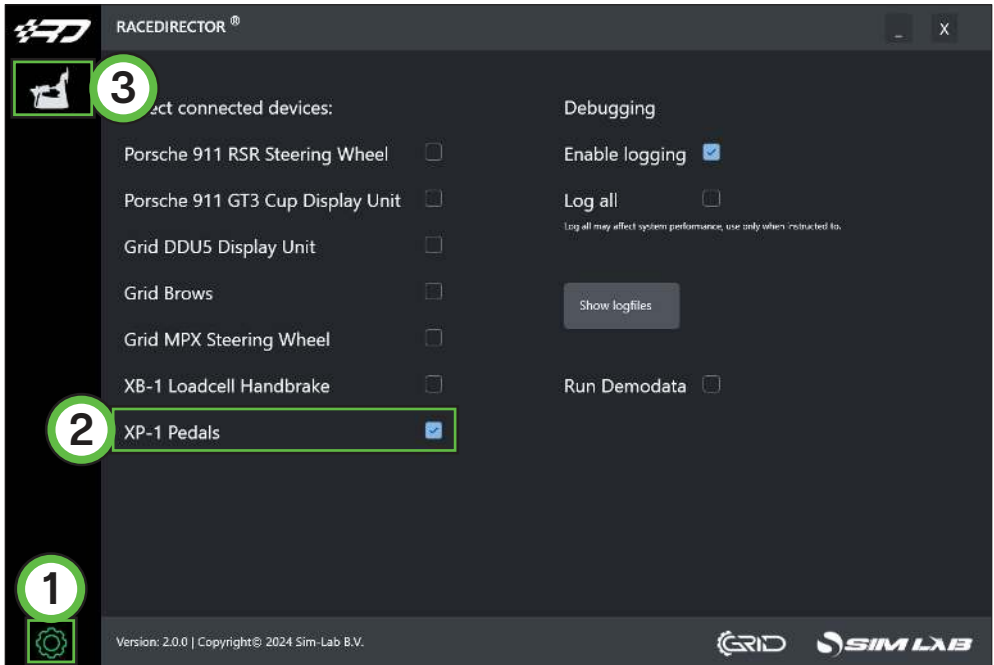 RACEDIRECTOR ®
_ X
3
ect connected devices:
Porsche 911 RSR Steering Wheel
Porsche 911 GT3 Cup Display Unit
Grid DDU5 Display Unit
Grid Brows
Grid MPX Steering Wheel
XB-1 Loadcell Handbrake
2
XP-1 Pedals
Debugging
Enable logging
Log all
Log all may affect system performance, use only when instructed to.
Show logfiles
Run Demodata
1
Version: 2.0.0 | Copyright© 2024 Sim-Lab B.V.
GRID
SIM LAB